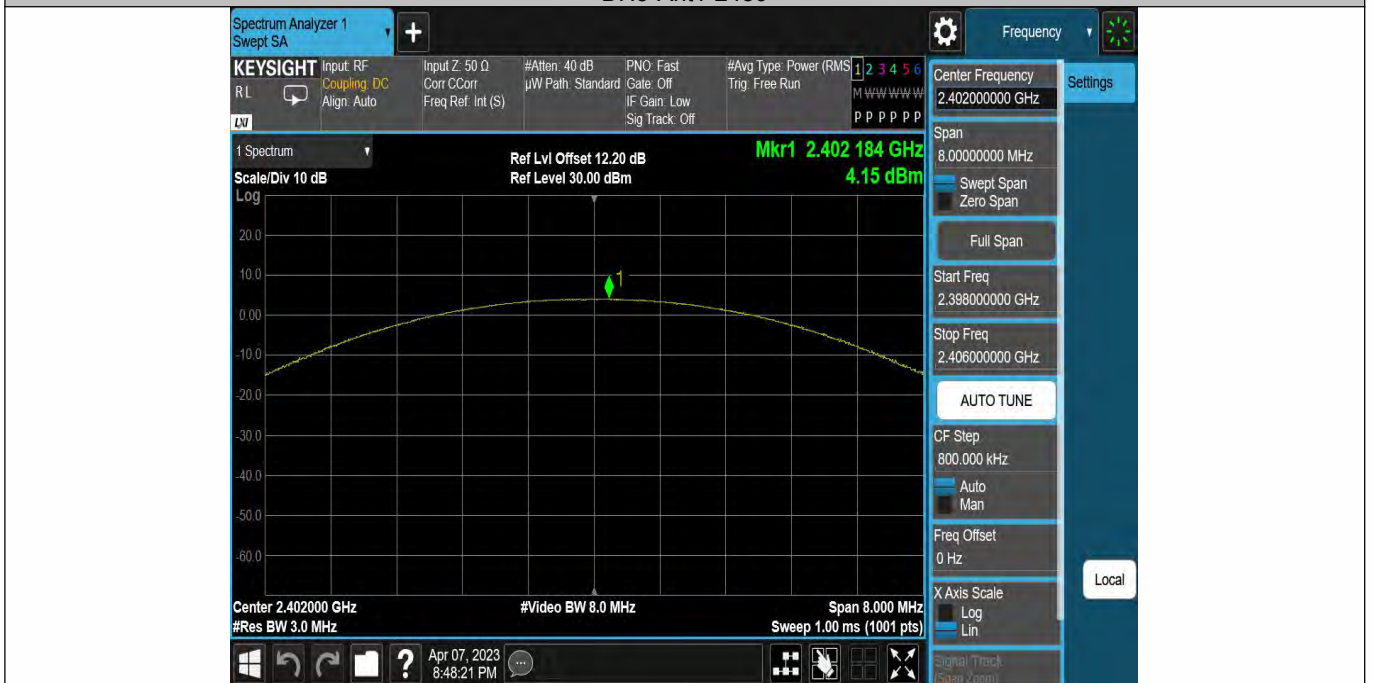 Spectrum Analyzer 1
Swept SA
Frequency
KEYSIGHT
RL
LXI
Input: RF
Coupling: DC
Align: Auto
Input Z: 50 Ω
Corr CCorr
Freq Ref: Int (S)
#Atten: 40 dB
µW Path: Standard
PNO: Fast
Gate: Off
IF Gain: Low
Sig Track: Off
#Avg Type: Power (RMS
Trig: Free Run
1 2 3 4 5 6
M W W W W W
P P P P P P
1 Spectrum
Scale/Div 10 dB
Ref Lvl Offset 12.20 dB
Ref Level 30.00 dBm
Mkr1 2.402 184 GHz
4.15 dBm
Log
20.0
10.0
0.00
-10.0
-20.0
-30.0
-40.0
-50.0
-60.0
1
Center 2.402000 GHz
#Res BW 3.0 MHz
#Video BW 8.0 MHz
Span 8.000 MHz
Sweep 1.00 ms (1001 pts)
Apr 07, 2023
8:48:21 PM
Center Frequency
2.402000000 GHz
Settings
Span
8.00000000 MHz
Swept Span
Zero Span
Full Span
Start Freq
2.398000000 GHz
Stop Freq
2.406000000 GHz
AUTO TUNE
CF Step
800.000 kHz
Auto
Man
Freq Offset
0 Hz
X Axis Scale
Log
Lin
Local
Signal Track
(Span Zoom)